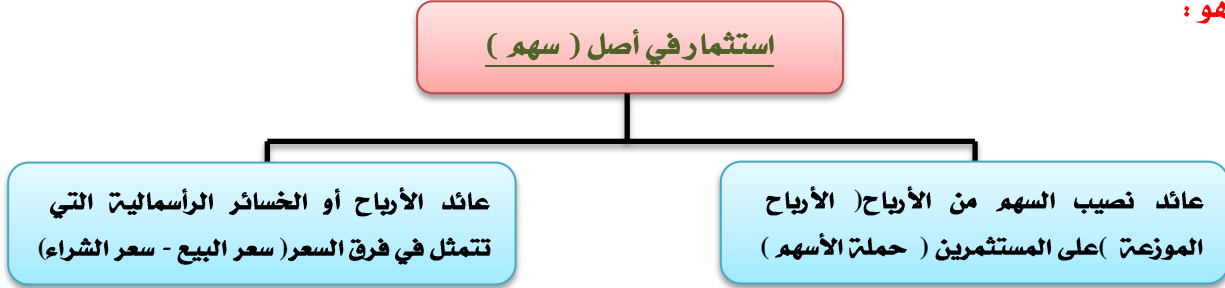 هو :
استثمار في أصل ( سهم )
عائد نصيب السهم من الأرباح( الأرباح
الموزعة )على المستثمرين ( حملة الأسهم )
عائد الأرباح أو الخسائر الرأسمالية التي
تتمثل في فرق السعر( سعر البيع - سعر الشراء)